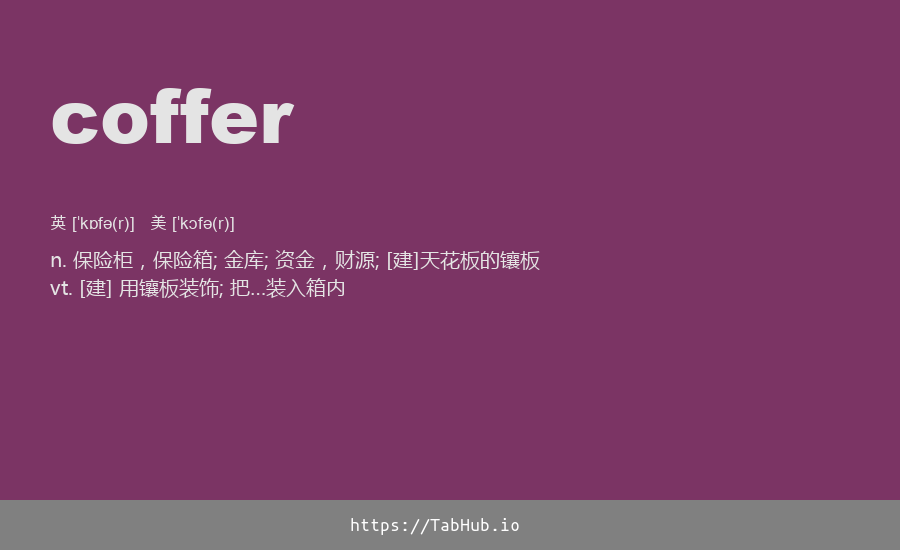 coffer
英 [ˈkɒfə(r)] 美 [ˈkɔfə(r)]
n. 保险柜，保险箱; 金库; 资金，财源; [建]天花板的镶板
vt. [建] 用镶板装饰; 把...装入箱内
https://TabHub.io